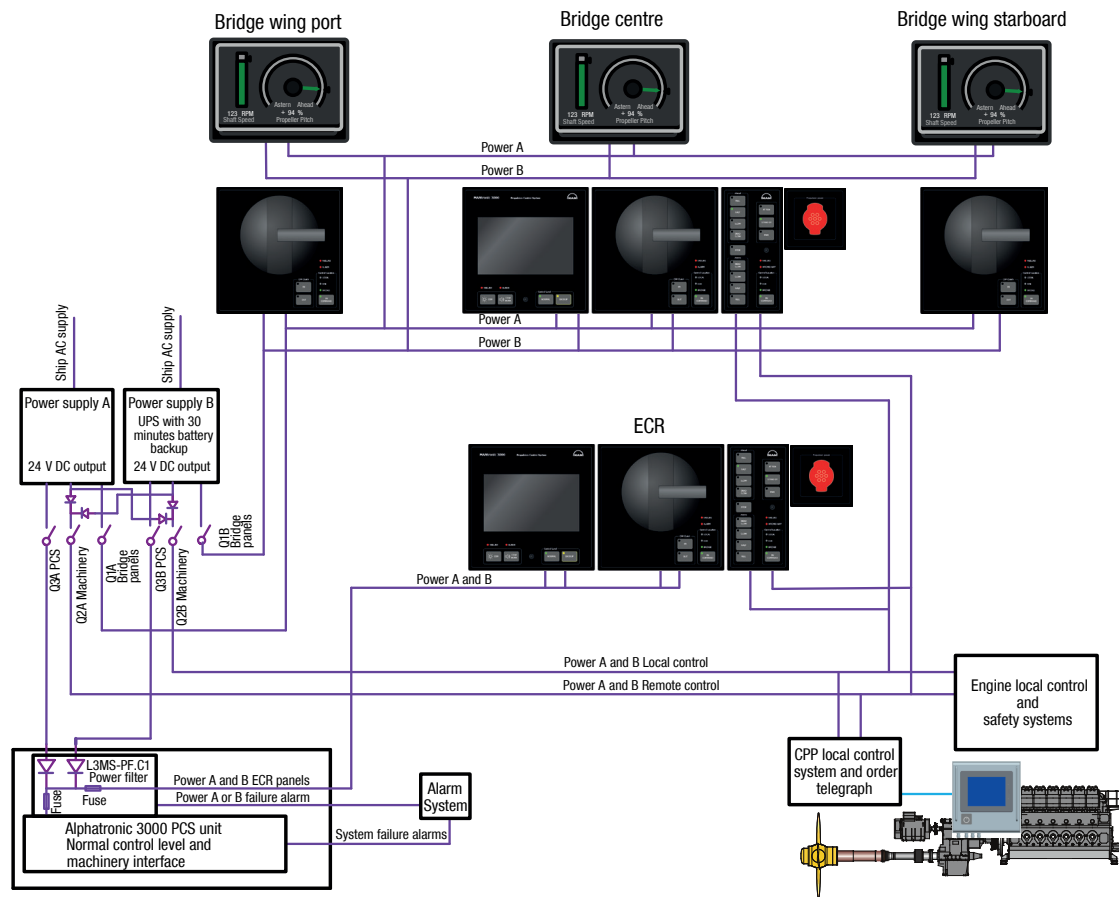 Bridge wing port
Bridge centre
Bridge wing starboard
123 RPM
Shaft Speed
Astern Ahead
+ 94 %
Propeller Pitch
123 RPM
Shaft Speed
Astern Ahead
+ 94 %
Propeller Pitch
123 RPM
Shaft Speed
Astern Ahead
+ 94 %
Propeller Pitch
Power A
Power B
Power A
Power B
Ship AC supply
Ship AC supply
Power supply A
24 V DC output
Power supply B
UPS with 30
minutes battery
backup
24 V DC output
Q3A PCS
Q2A Machinery
Q1A
Bridge
panels
Q3B PCS
Q2B Machinery
Q1B Bridge
panels
ECR
Power A and B
Power A and B Local control
Power A and B Remote control
Engine local control
and
safety systems
CPP local control
system and order
telegraph
L3MS-PF.C1
Power filter
Fuse
Fuse
Power A and B ECR panels
Power A or B failure alarm
Alarm
System
System failure alarms
Alphatronic 3000 PCS unit
Normal control level and
machinery interface